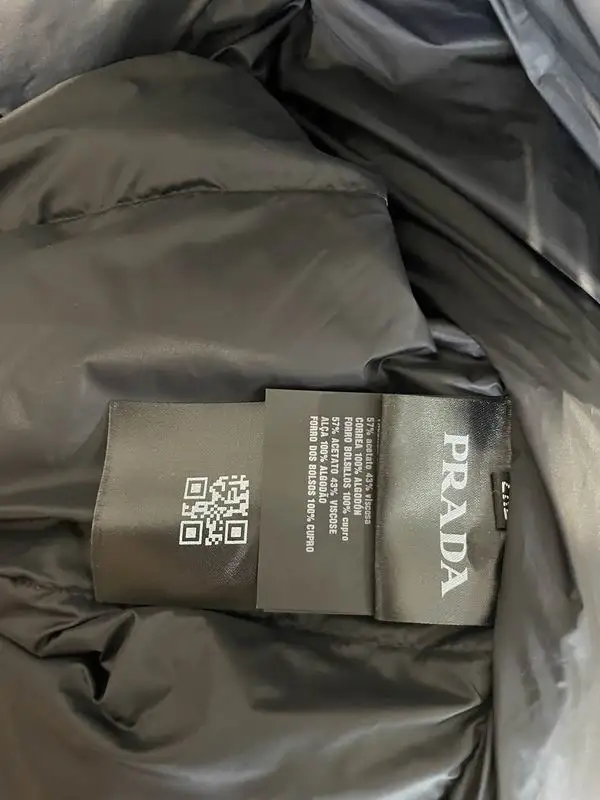 PRADA
57% acetato 43% viscosa
CORREA 100% ALGODÓN
FORRO BOLSILLOS 100% cupro
57% ACETATO 43% VISCOSE
ALÇA 100% ALGODÃO
FORRO DOS BOLSOS 100% CUPRO